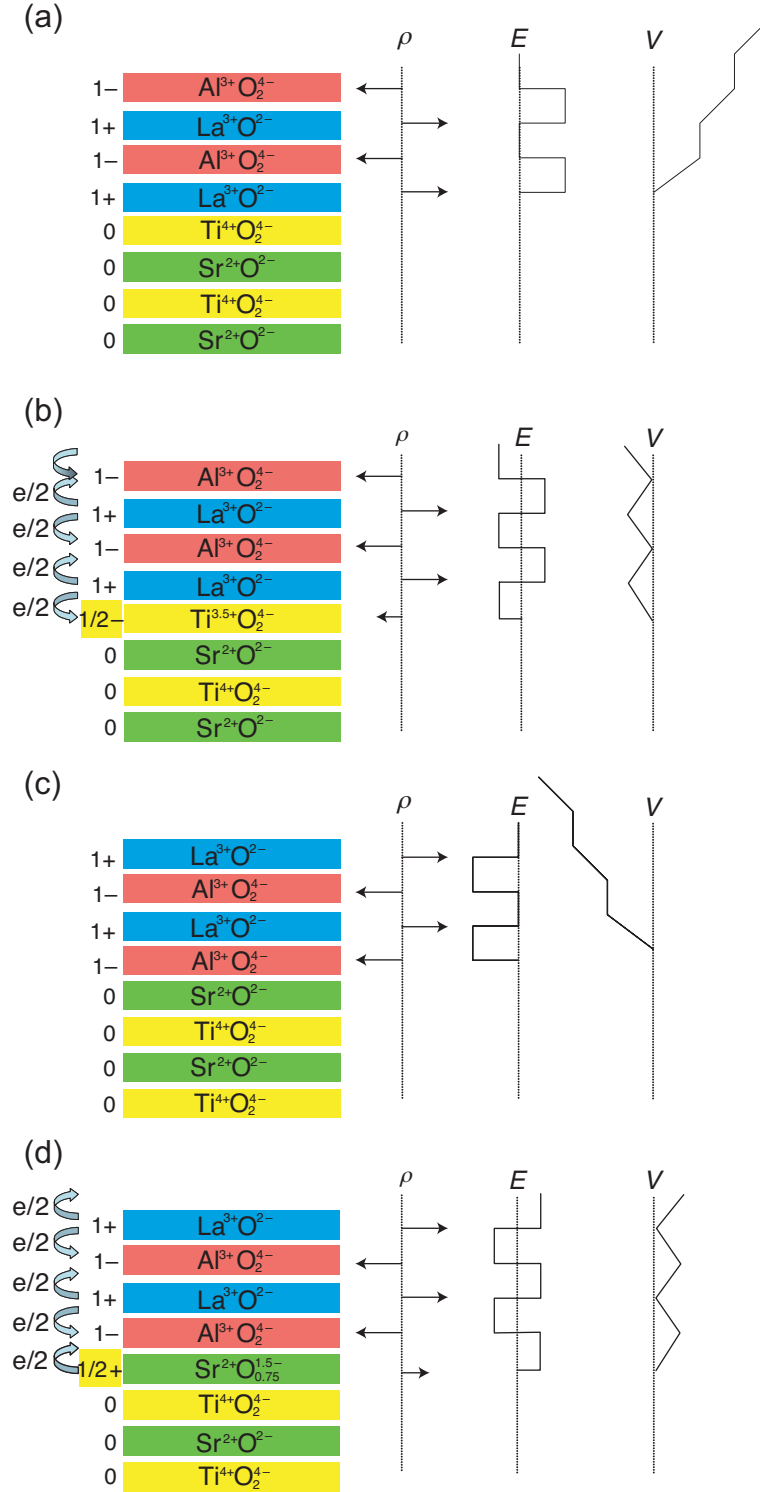 (a)
ρ E V
1– Al³⁺O₂⁴⁻
1+ La³⁺O²⁻
1– Al³⁺O₂⁴⁻
1+ La³⁺O²⁻
0 Ti⁴⁺O₂⁴⁻
0 Sr²⁺O²⁻
0 Ti⁴⁺O₂⁴⁻
0 Sr²⁺O²⁻
(b)
ρ E V
1– Al³⁺O₂⁴⁻
e/2
1+ La³⁺O²⁻
e/2
1– Al³⁺O₂⁴⁻
e/2
1+ La³⁺O²⁻
e/2
1/2– Ti³·⁵⁺O₂⁴⁻
0 Sr²⁺O²⁻
0 Ti⁴⁺O₂⁴⁻
0 Sr²⁺O²⁻
(c)
ρ E V
1+ La³⁺O²⁻
1– Al³⁺O₂⁴⁻
1+ La³⁺O²⁻
1– Al³⁺O₂⁴⁻
0 Sr²⁺O²⁻
0 Ti⁴⁺O₂⁴⁻
0 Sr²⁺O²⁻
0 Ti⁴⁺O₂⁴⁻
(d)
ρ E V
e/2
1+ La³⁺O²⁻
e/2
1– Al³⁺O₂⁴⁻
e/2
1+ La³⁺O²⁻
e/2
1– Al³⁺O₂⁴⁻
e/2
1/2+ Sr²⁺O₀.₇₅¹·⁵⁻
0 Ti⁴⁺O₂⁴⁻
0 Sr²⁺O²⁻
0 Ti⁴⁺O₂⁴⁻